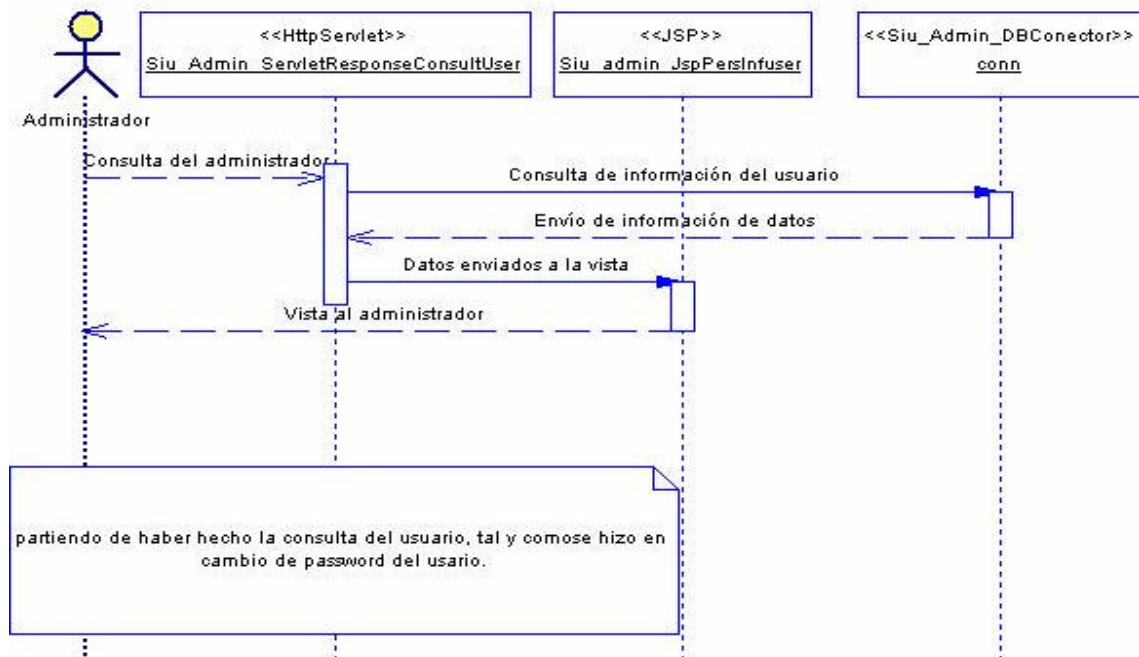 <<HttpServlet>>
Siu_Admin_ServletResponseConsultUser
<<JSP>>
Siu_admin_JspPersInfuser
<<Siu_Admin_DBConector>>
conn
Administrador
Consulta del administrador
Consulta de información del usuario
Envío de información de datos
Datos enviados a la vista
Vista al administrador
partiendo de haber hecho la consulta del usuario, tal y comose hizo en
cambio de password del usario.